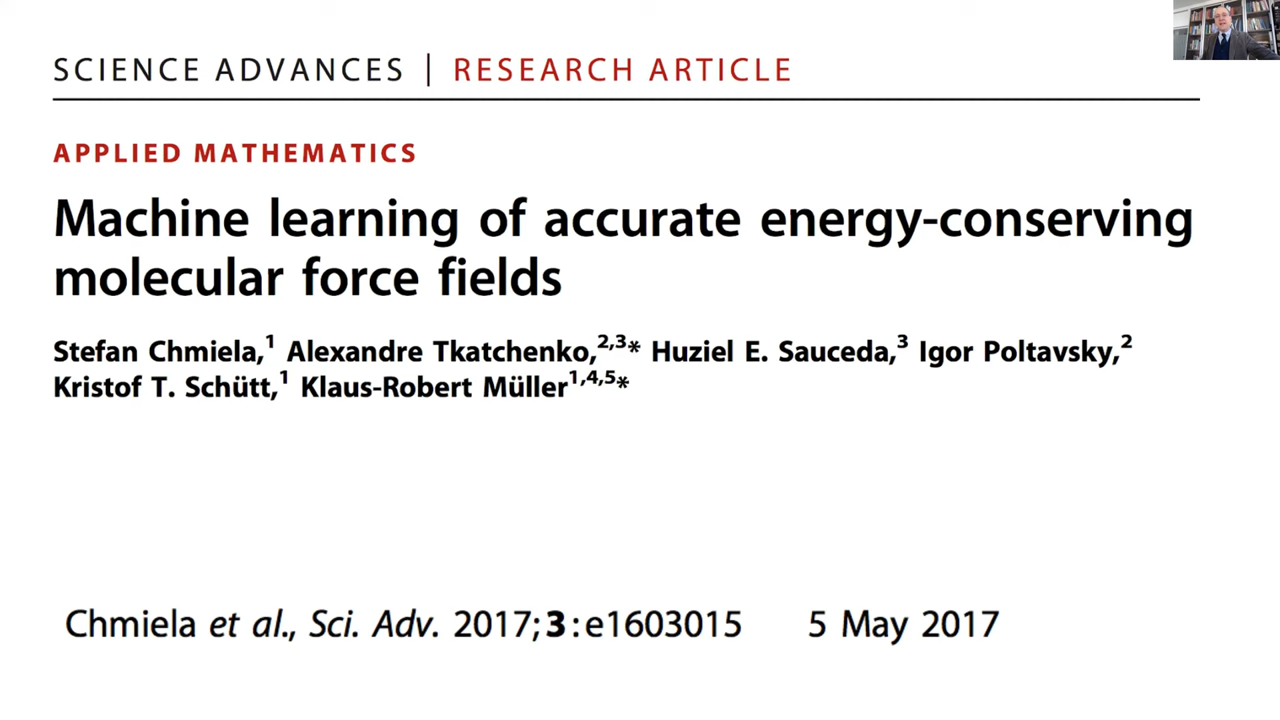 SCIENCE ADVANCES | RESEARCH ARTICLE
APPLIED MATHEMATICS
Machine learning of accurate energy-conserving
molecular force fields
Stefan Chmiela,¹ Alexandre Tkatchenko,²,³* Huziel E. Sauceda,³ Igor Poltavsky,²
Kristof T. Schütt,¹ Klaus-Robert Müller¹,⁴,⁵*
Chmiela et al., Sci. Adv. 2017;3:e1603015 5 May 2017